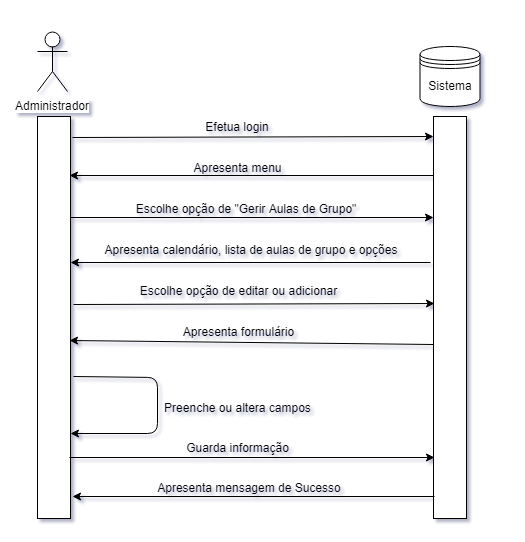 Administrador
Sistema
Efetua login
Apresenta menu
Escolhe opção de "Gerir Aulas de Grupo"
Apresenta calendário, lista de aulas de grupo e opções
Escolhe opção de editar ou adicionar
Apresenta formulário
Preenche ou altera campos
Guarda informação
Apresenta mensagem de Sucesso